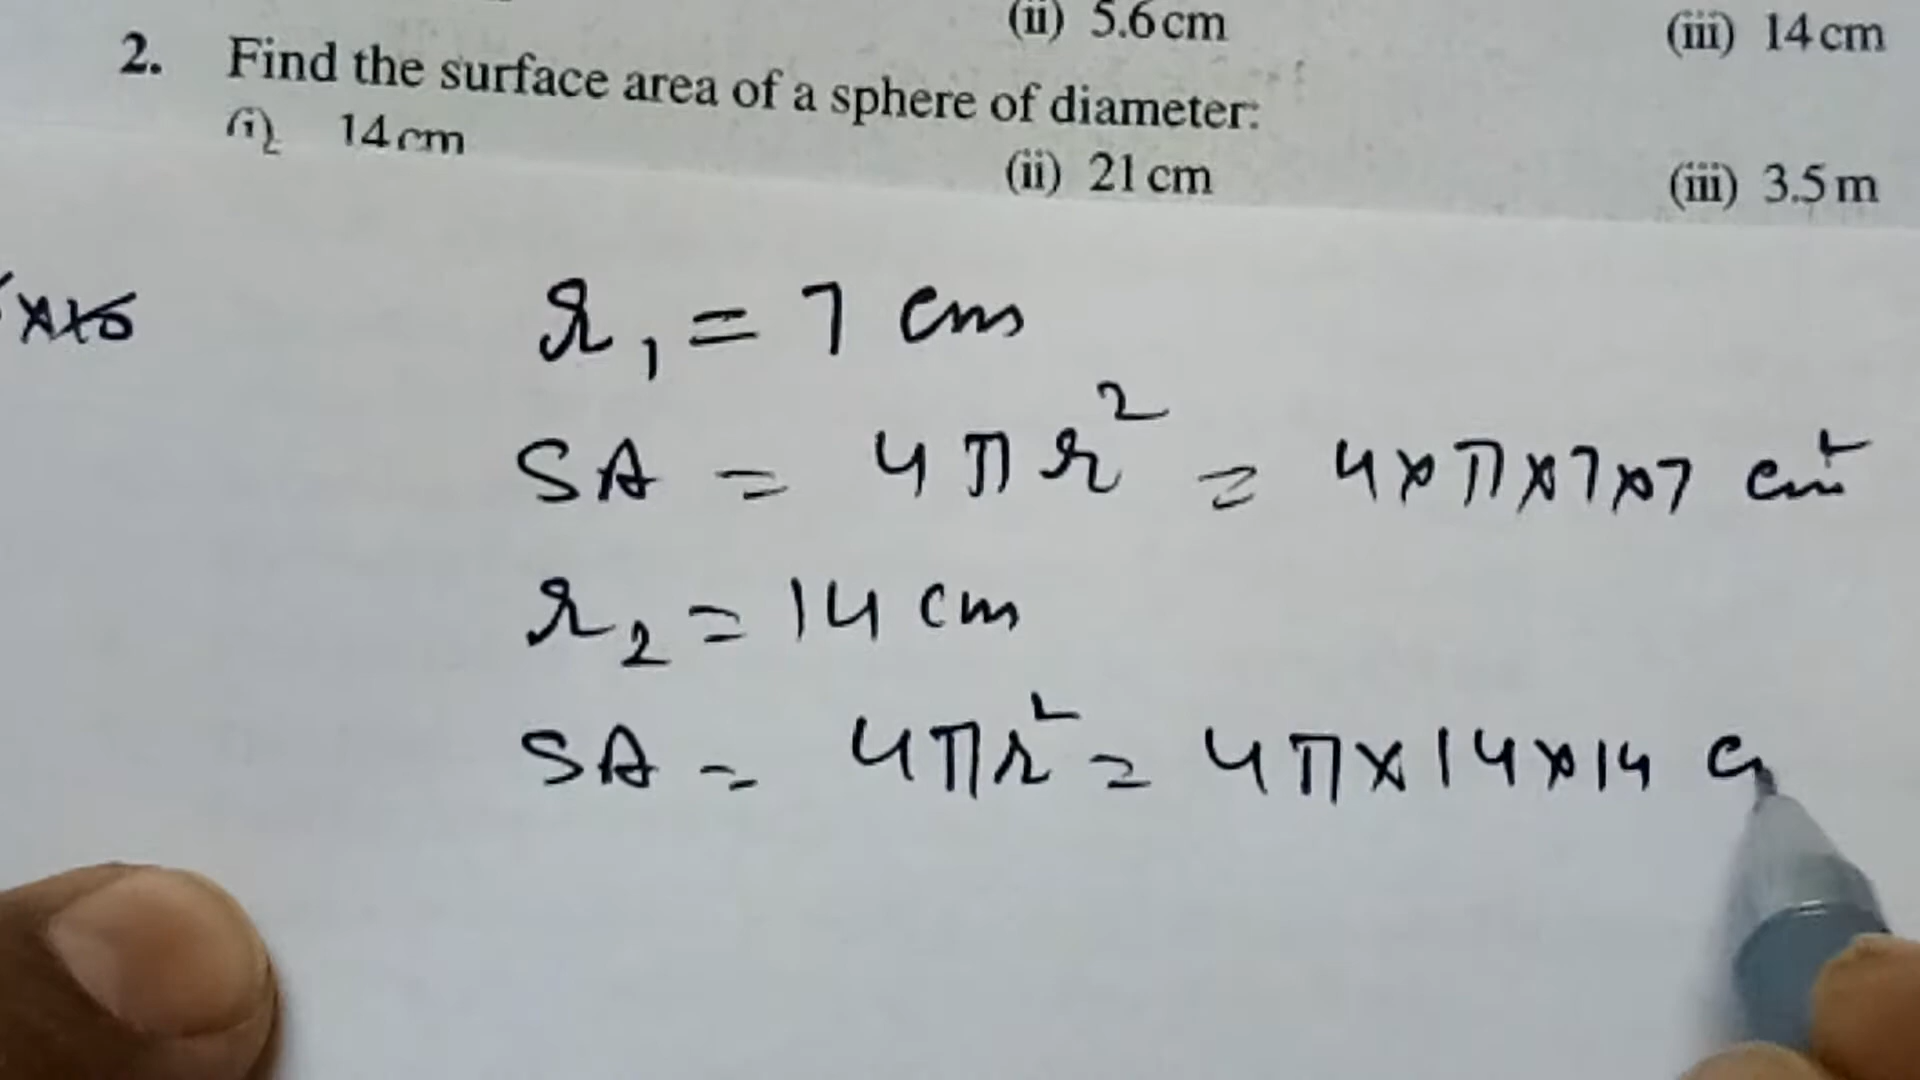 (ii) 5.6 cm (iii) 14 cm
2. Find the surface area of a sphere of diameter:
(i) 14 cm (ii) 21 cm (iii) 3.5 m
r₁ = 7 cm
SA = 4πr² = 4×π×7×7 cm²
r₂ = 14 cm
SA = 4πr² = 4π×14×14 c